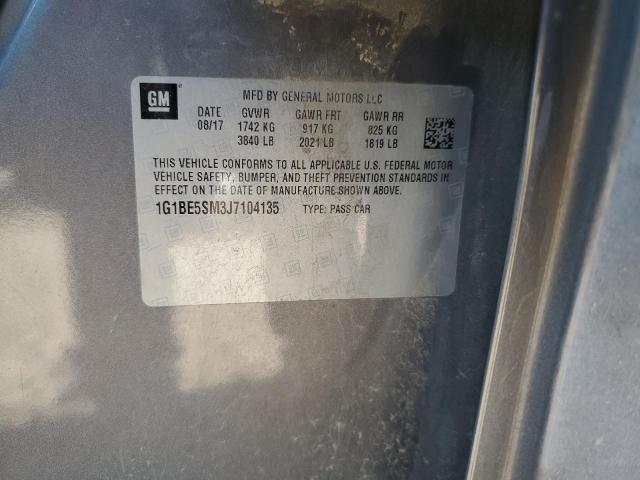 GM
MFD BY GENERAL MOTORS LLC
DATE GVWR GAWR FRT GAWR RR
08/17 1742 KG 917 KG 825 KG
3840 LB 2021 LB 1819 LB
THIS VEHICLE CONFORMS TO ALL APPLICABLE U.S. FEDERAL MOTOR
VEHICLE SAFETY, BUMPER, AND THEFT PREVENTION STANDARDS IN
EFFECT ON THE DATE OF MANUFACTURE SHOWN ABOVE.
1G1BE5SM3J7104135 TYPE: PASS CAR